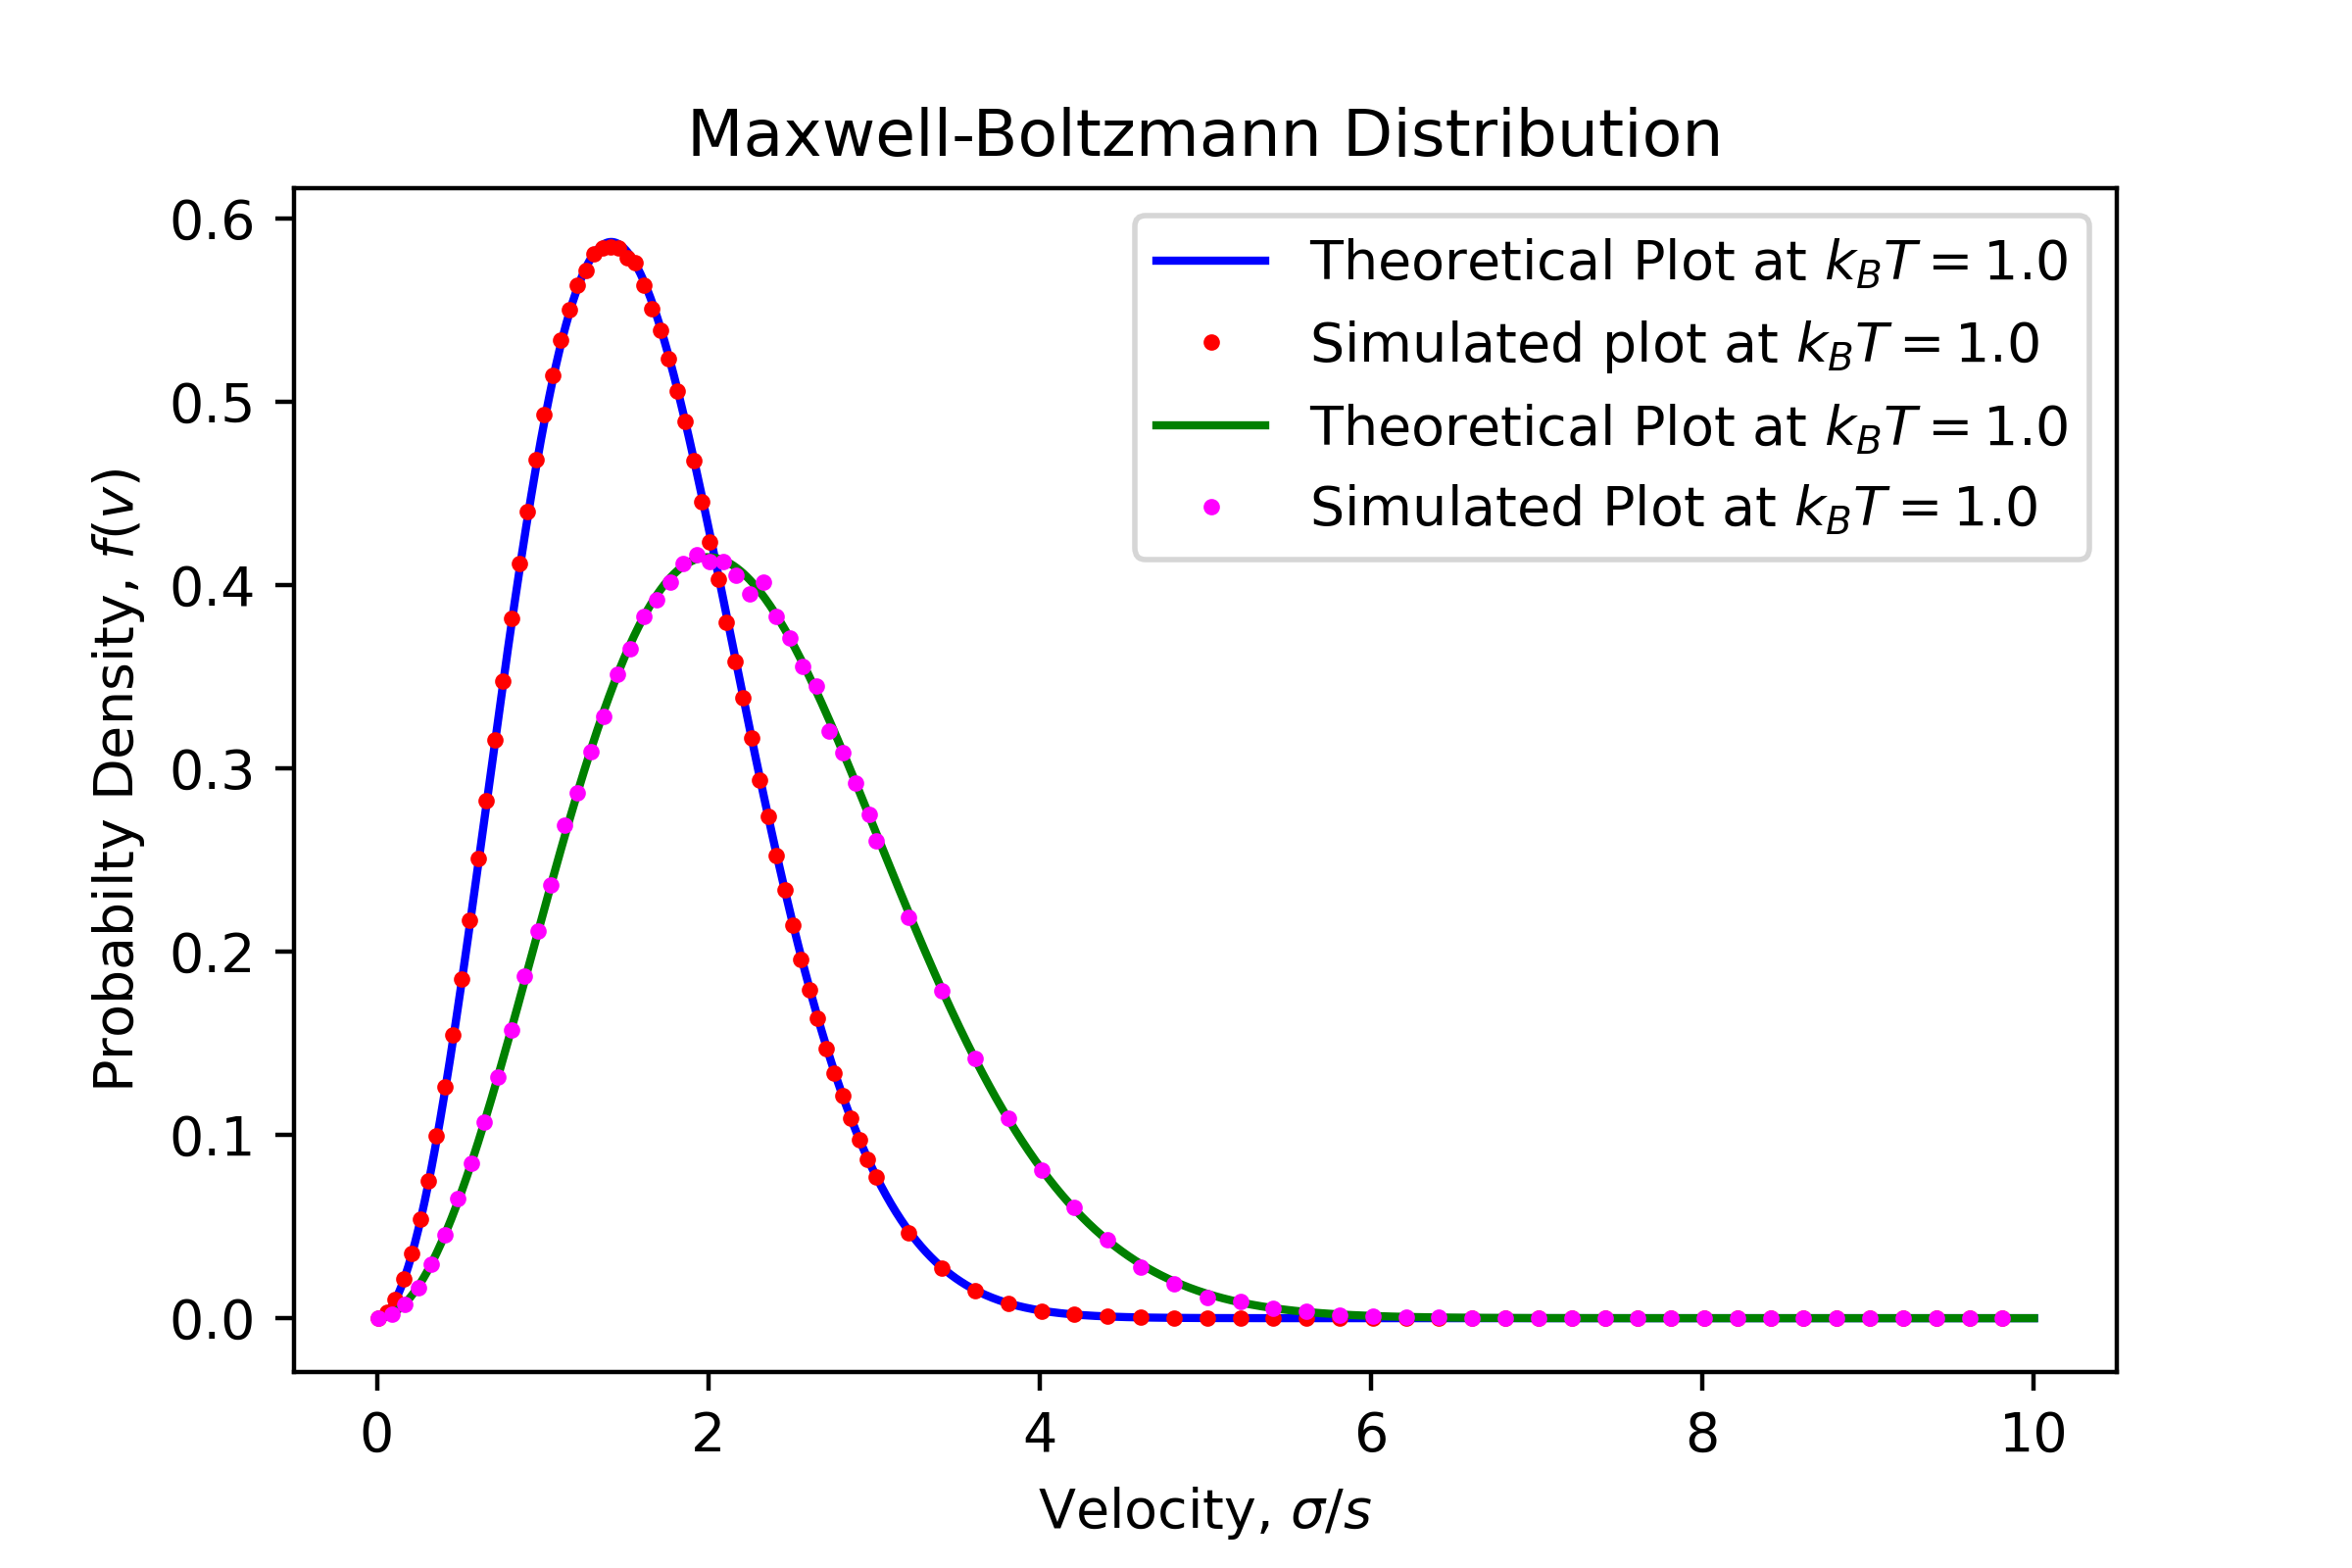 Maxwell-Boltzmann Distribution
0.6
0.5
0.4
0.3
0.2
0.1
0.0
Probabilty Density, f(v)
Theoretical Plot at k_BT = 1.0
Simulated plot at k_BT = 1.0
Theoretical Plot at k_BT = 1.0
Simulated Plot at k_BT = 1.0
0 2 4 6 8 10
Velocity, σ/s